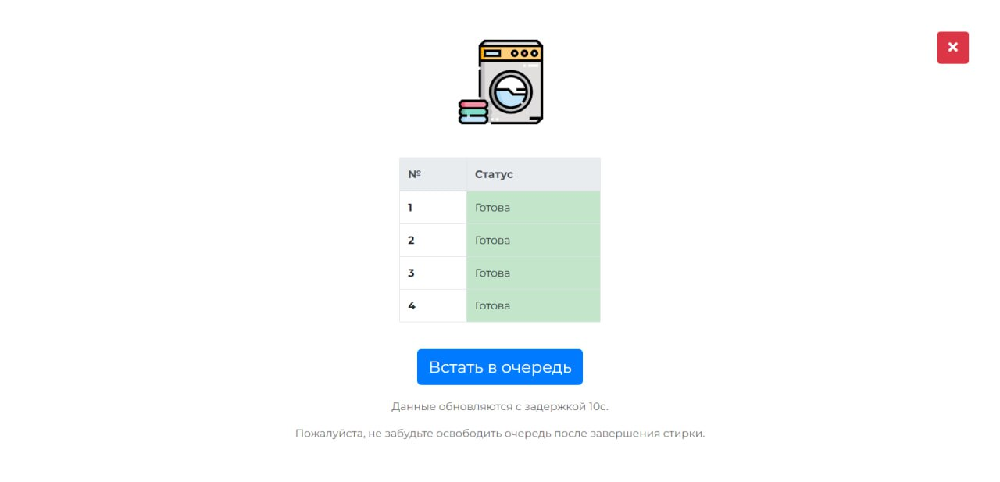 № Статус
1 Готова
2 Готова
3 Готова
4 Готова
Встать в очередь
Данные обновляются с задержкой 10с.
Пожалуйста, не забудьте освободить очередь после завершения стирки.